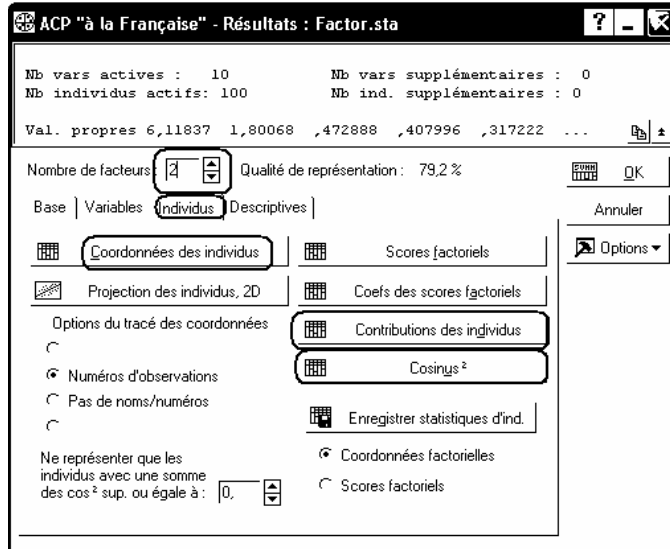 ACP "à la Française" - Résultats : Factor.sta
Nb vars actives : 10 Nb vars supplémentaires : 0
Nb individus actifs: 100 Nb ind. supplémentaires : 0
Val. propres 6,11837 1,80068 ,472888 ,407996 ,317222 ...
Nombre de facteurs: 2 Qualité de représentation : 79,2 %
OK
Base Variables Individus Descriptives
Annuler
Coordonnées des individus
Scores factoriels
Options
Projection des individus, 2D
Coefs des scores factoriels
Options du tracé des coordonnées
Contributions des individus
Numéros d'observations
Cosinus ²
Pas de noms/numéros
Enregistrer statistiques d'ind.
Ne représenter que les
individus avec une somme
des cos ² sup. ou égale à : 0,
Coordonnées factorielles
Scores factoriels